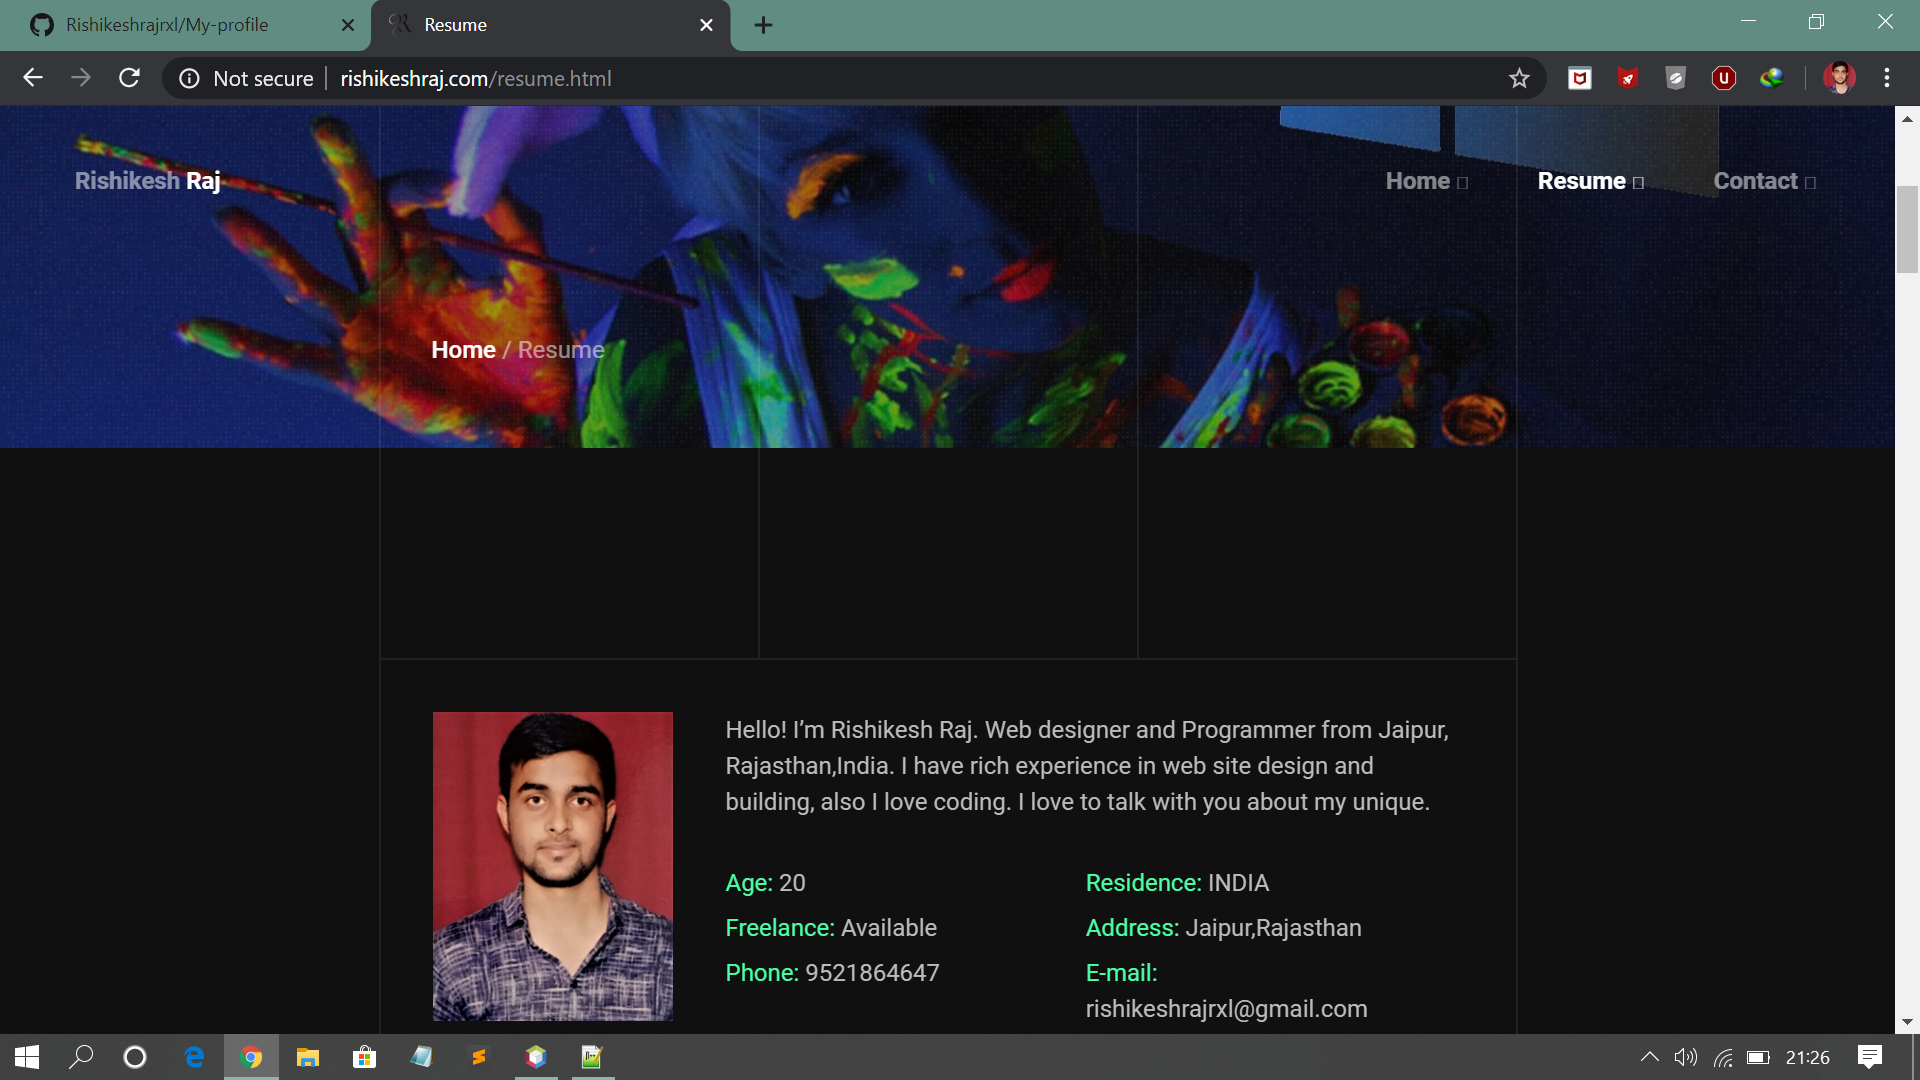 Rishikeshrajrxl/My-profile
Resume
Not secure
rishikeshraj.com/resume.html
Rishikesh Raj
Home
Resume
Contact
Home / Resume
Hello! I’m Rishikesh Raj. Web designer and Programmer from Jaipur,
Rajasthan,India. I have rich experience in web site design and
building, also I love coding. I love to talk with you about my unique.
Age: 20
Residence: INDIA
Freelance: Available
Address: Jaipur,Rajasthan
Phone: 9521864647
E-mail:
rishikeshrajrxl@gmail.com
21:26